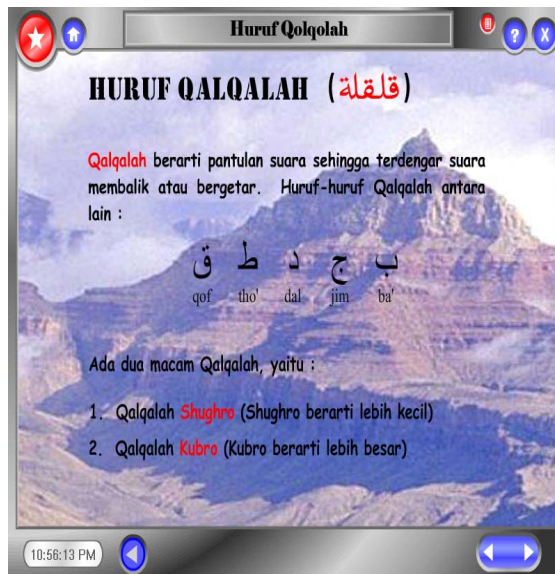 Huruf Qolqolah
?
X
HURUF QALQALAH (قلقلة)
Qalqalah berarti pantulan suara sehingga terdengar suara
membalik atau bergetar. Huruf-huruf Qalqalah antara
lain :
ب ج د ط ق
qof tho' dal jim ba'
Ada dua macam Qalqalah, yaitu :
1. Qalqalah Shughro (Shughro berarti lebih kecil)
2. Qalqalah Kubro (Kubro berarti lebih besar)
10:56:13 PM